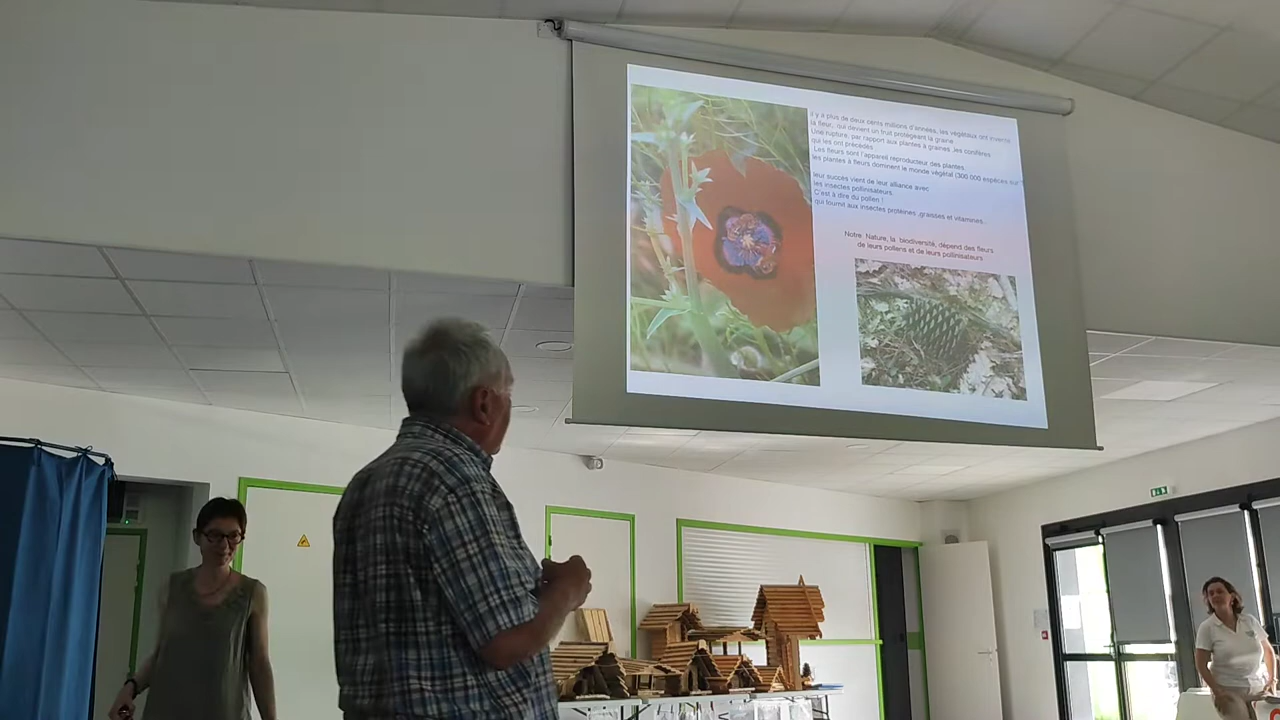 il y a plus de deux cents millions d'années, les végétaux ont inventé
la fleur, qui devient un fruit protégeant la graine
Une rupture, par rapport aux plantes à graines ,les conifères
qui les ont précédés
Les fleurs sont l'appareil reproducteur des plantes,
les plantes à fleurs dominent le monde végétal (300 000 espèces sur
leur succès vient de leur alliance avec
les insectes pollinisateurs.
C'est à dire du pollen !
qui fournit aux insectes protéines ,graisses et vitamines...
Notre Nature, la biodiversité, dépend des fleurs
de leurs pollens et de leurs pollinisateurs